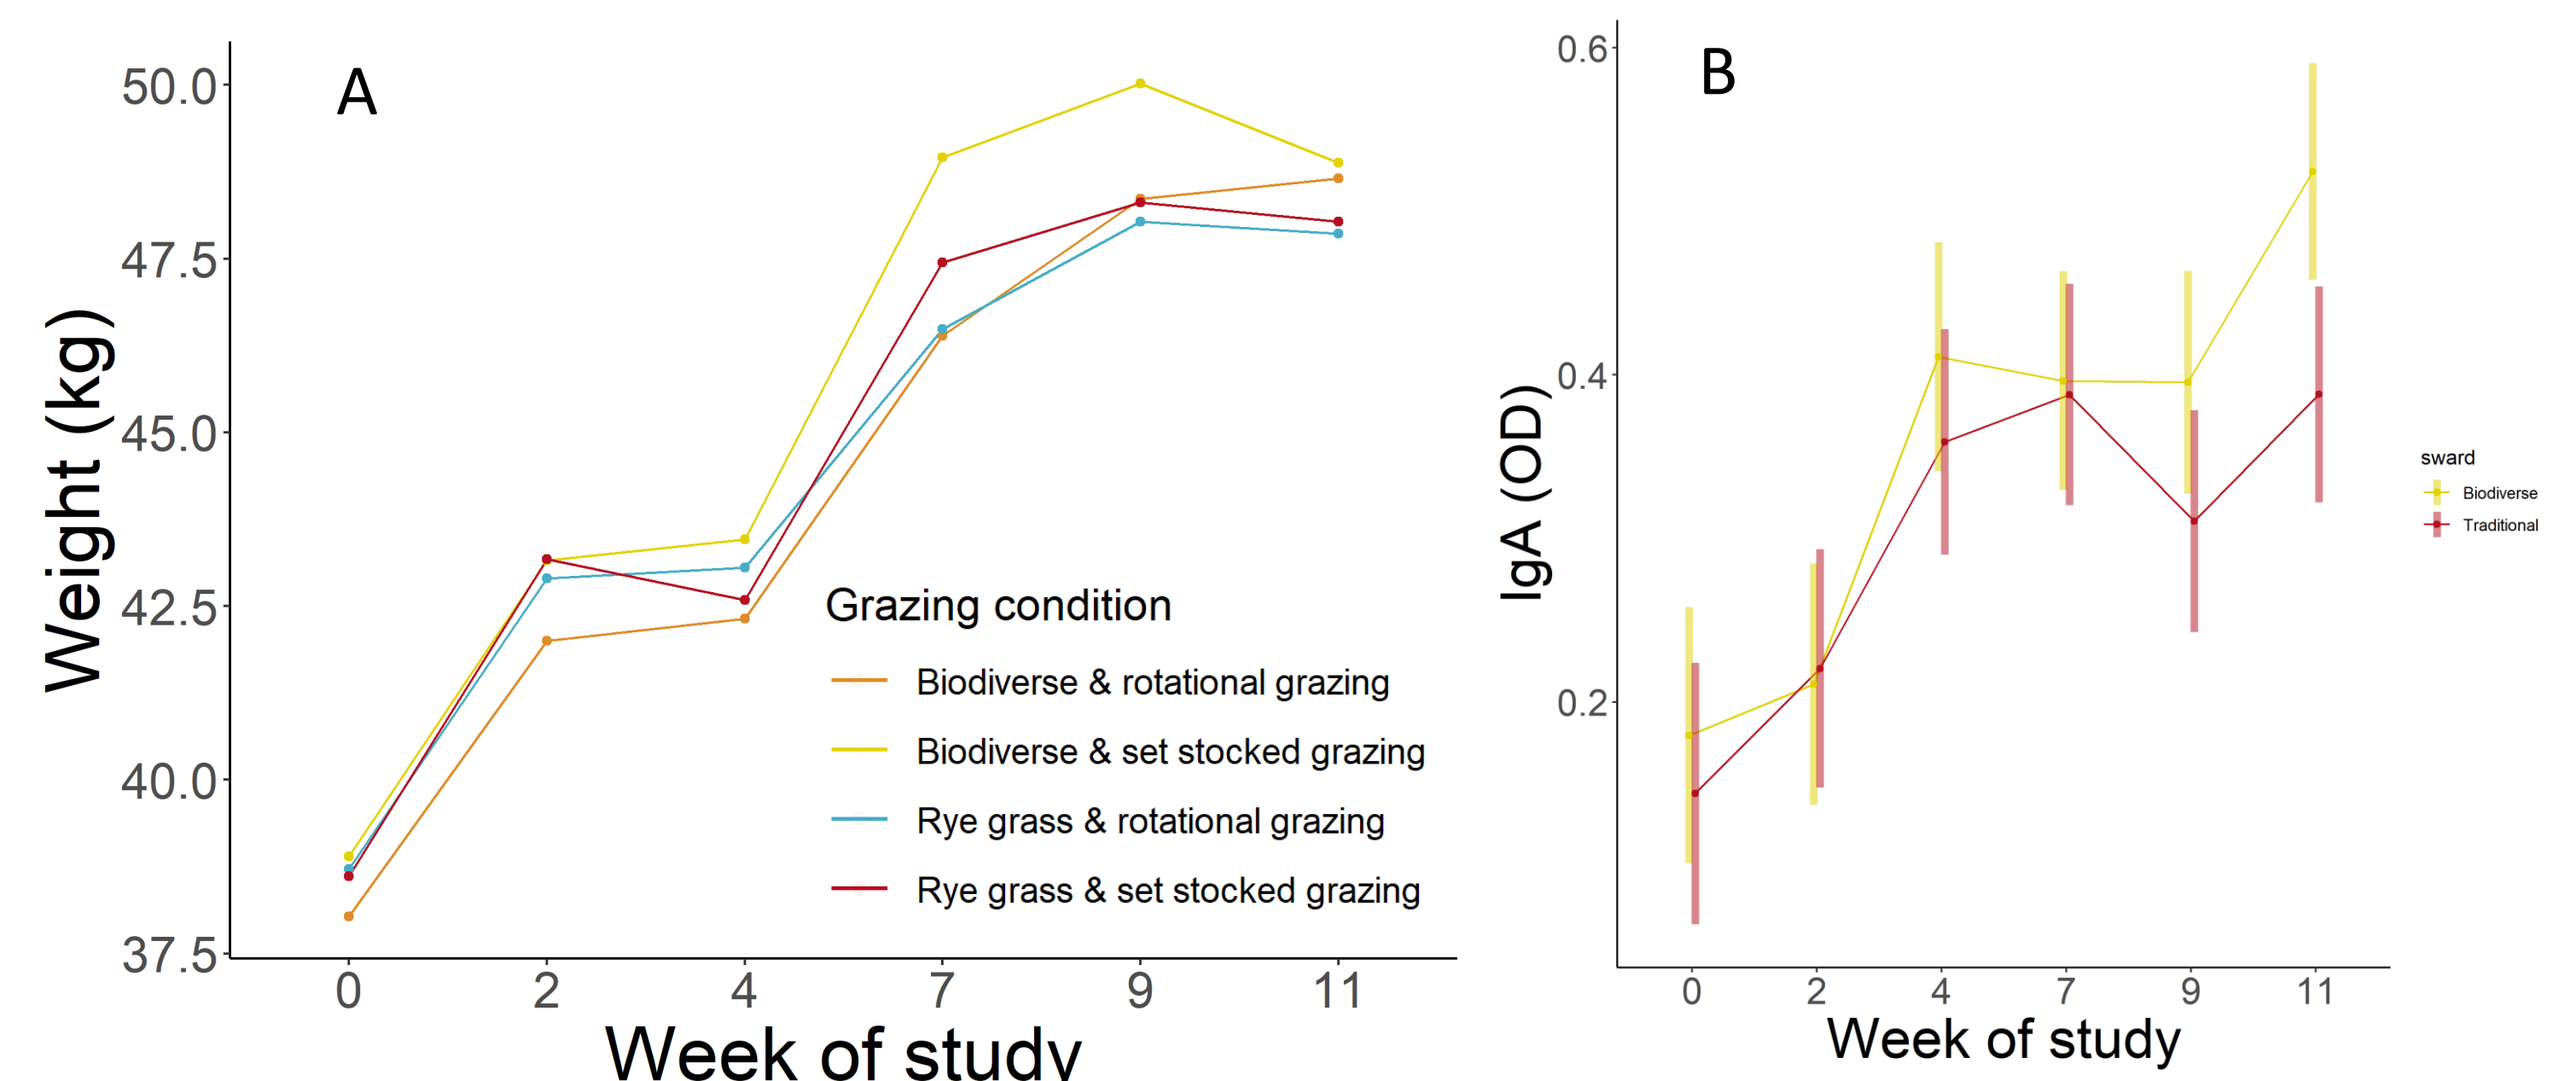 A
50.0
47.5
45.0
42.5
40.0
37.5
Weight (kg)
0 2 4 7 9 11
Week of study
Grazing condition
Biodiverse & rotational grazing
Biodiverse & set stocked grazing
Rye grass & rotational grazing
Rye grass & set stocked grazing
B
0.6
0.4
0.2
IgA (OD)
0 2 4 7 9 11
Week of study
sward
Biodiverse
Traditional